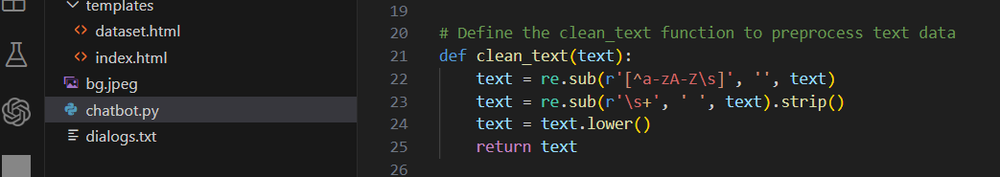 templates
dataset.html
index.html
bg.jpeg
chatbot.py
dialogs.txt
19
20 # Define the clean_text function to preprocess text data
21 def clean_text(text):
22 text = re.sub(r'[^a-zA-Z\s]', '', text)
23 text = re.sub(r'\s+', ' ', text).strip()
24 text = text.lower()
25 return text
26